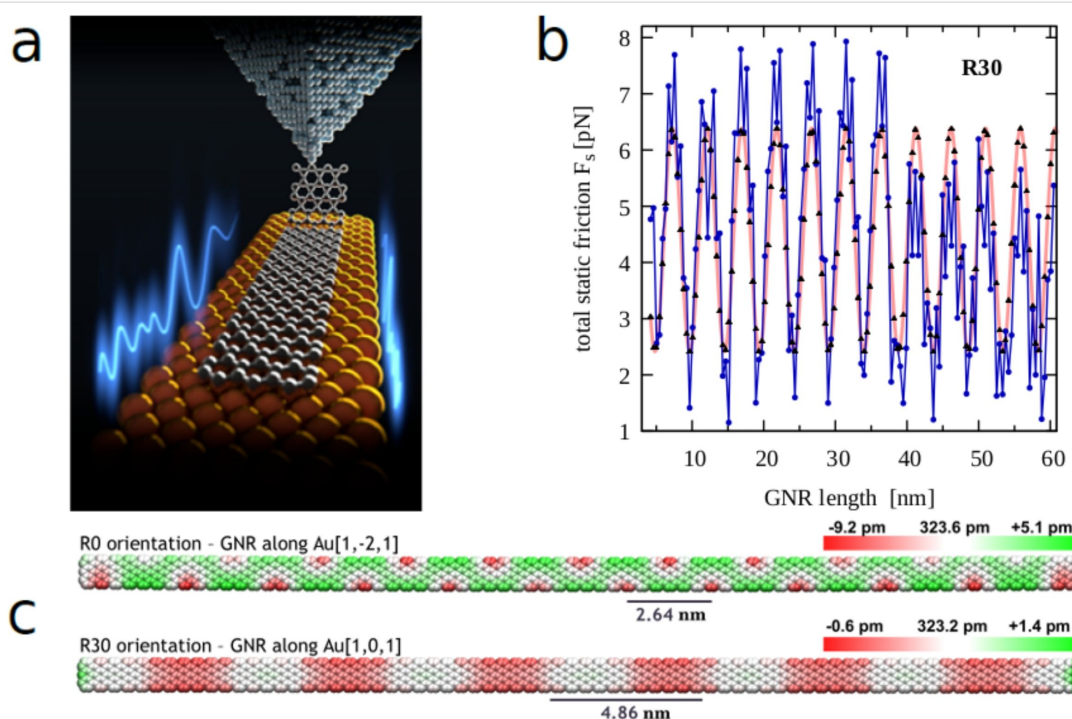 a
b
R30
total static friction Fₛ [pN]
8
7
6
5
4
3
2
1
10
20
30
40
50
60
GNR length [nm]
R0 orientation - GNR along Au[1,-2,1]
-9.2 pm 323.6 pm +5.1 pm
2.64 nm
c
R30 orientation - GNR along Au[1,0,1]
-0.6 pm 323.2 pm +1.4 pm
4.86 nm